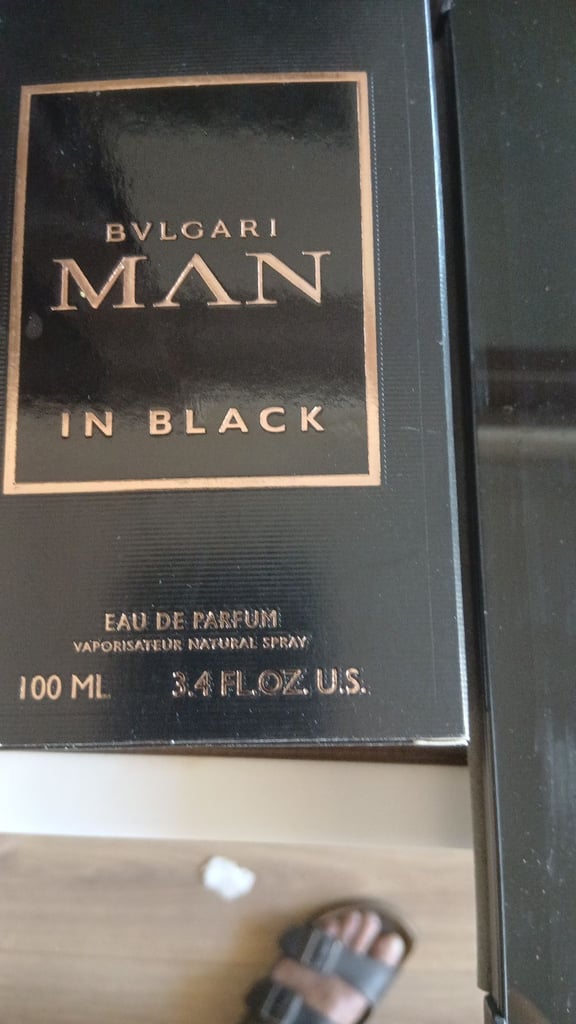 BVLGARI
MAN
IN BLACK
EAU DE PARFUM
VAPORISATEUR NATURAL SPRAY
100 ML 3.4 FL.OZ. U.S.